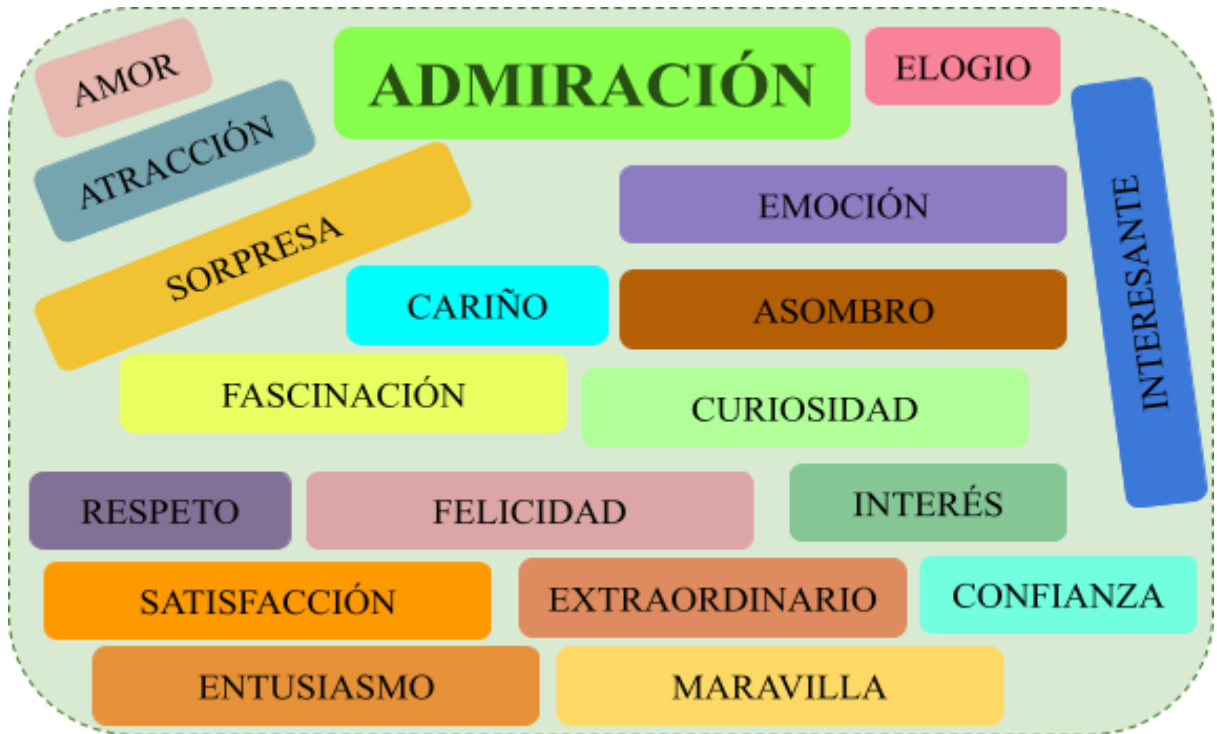 AMOR
ADMIRACIÓN
ELOGIO
ATRACCIÓN
SORPRESA
EMOCIÓN
INTERESANTE
CARIÑO
ASOMBRO
FASCINACIÓN
CURIOSIDAD
RESPETO
FELICIDAD
INTERÉS
SATISFACCIÓN
EXTRAORDINARIO
CONFIANZA
ENTUSIASMO
MARAVILLA